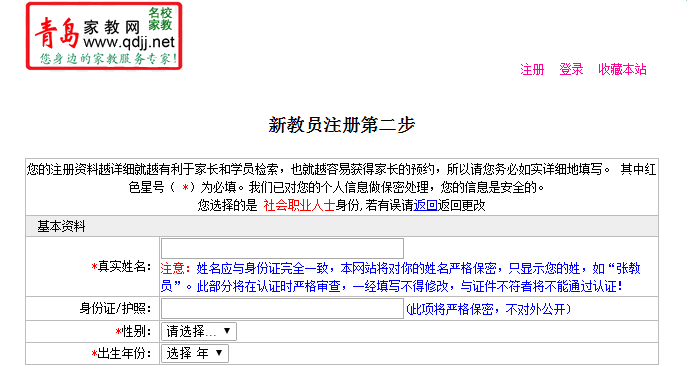 青岛家教网 名校家教
www.qdjj.net
您身边的家教服务专家!
注册 登录 收藏本站
新教员注册第二步
您的注册资料越详细就越有利于家长和学员检索，也就越容易获得家长的预约，所以请您务必如实详细地填写。 其中红
色星号（ *）为必填。我们已对您的个人信息做保密处理，您的信息是安全的。
您选择的是 社会职业人士身份,若有误请返回返回更改
基本资料
*真实姓名：
注意：姓名应与身份证完全一致，本网站将对你的姓名严格保密，只显示您的姓，如“张教
员”。此部分将在认证时严格审查，一经填写不得修改，与证件不符者将不能通过认证！
身份证/护照： (此项将严格保密，不对外公开)
*性别： 请选择...
*出生年份： 选择 年